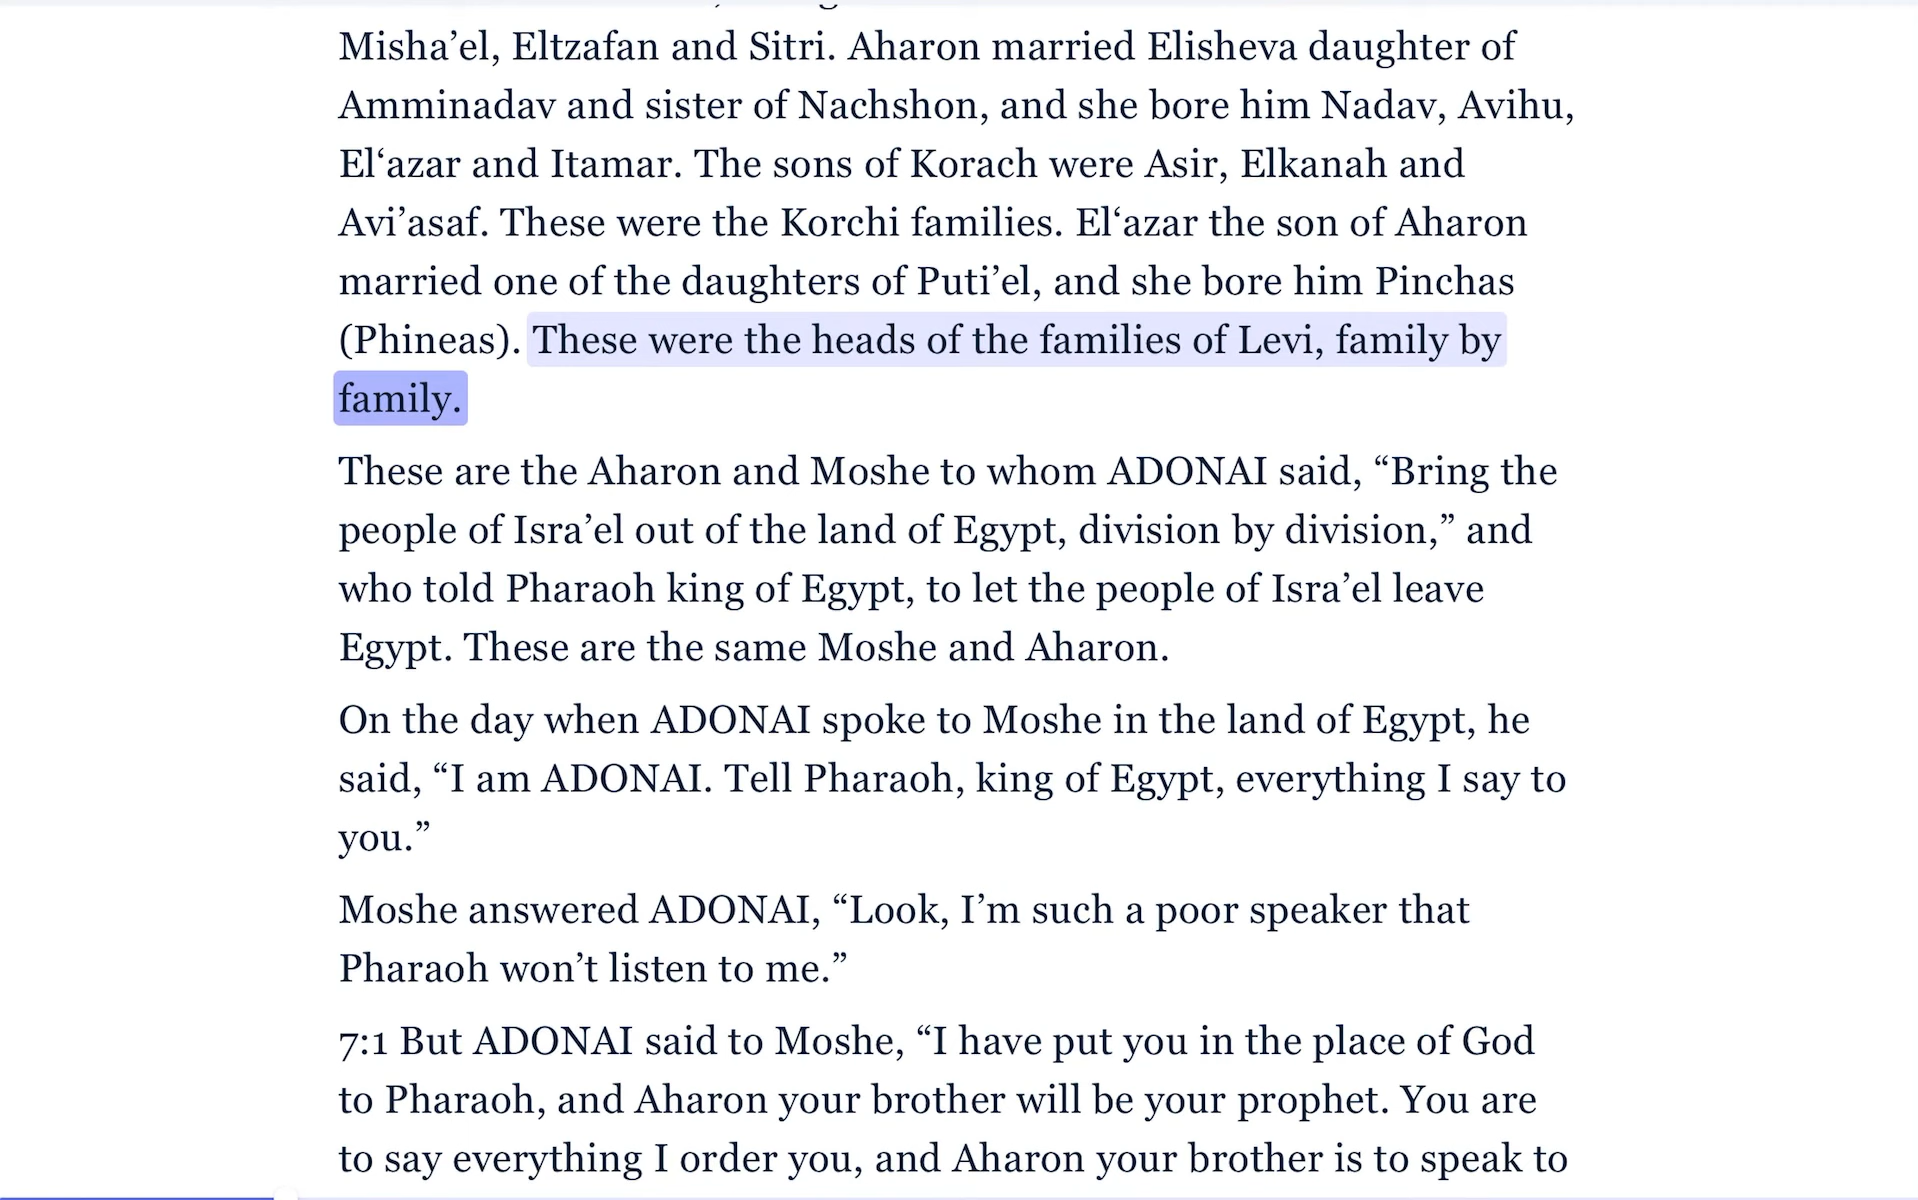 Misha’el, Eltzafan and Sitri. Aharon married Elisheva daughter of
Amminadav and sister of Nachshon, and she bore him Nadav, Avihu,
El‘azar and Itamar. The sons of Korach were Asir, Elkanah and
Avi’asaf. These were the Korchi families. El‘azar the son of Aharon
married one of the daughters of Puti’el, and she bore him Pinchas
(Phineas). These were the heads of the families of Levi, family by
family.
These are the Aharon and Moshe to whom ADONAI said, “Bring the
people of Isra’el out of the land of Egypt, division by division,” and
who told Pharaoh king of Egypt, to let the people of Isra’el leave
Egypt. These are the same Moshe and Aharon.
On the day when ADONAI spoke to Moshe in the land of Egypt, he
said, “I am ADONAI. Tell Pharaoh, king of Egypt, everything I say to
you.”
Moshe answered ADONAI, “Look, I’m such a poor speaker that
Pharaoh won’t listen to me.”
7:1 But ADONAI said to Moshe, “I have put you in the place of God
to Pharaoh, and Aharon your brother will be your prophet. You are
to say everything I order you, and Aharon your brother is to speak to